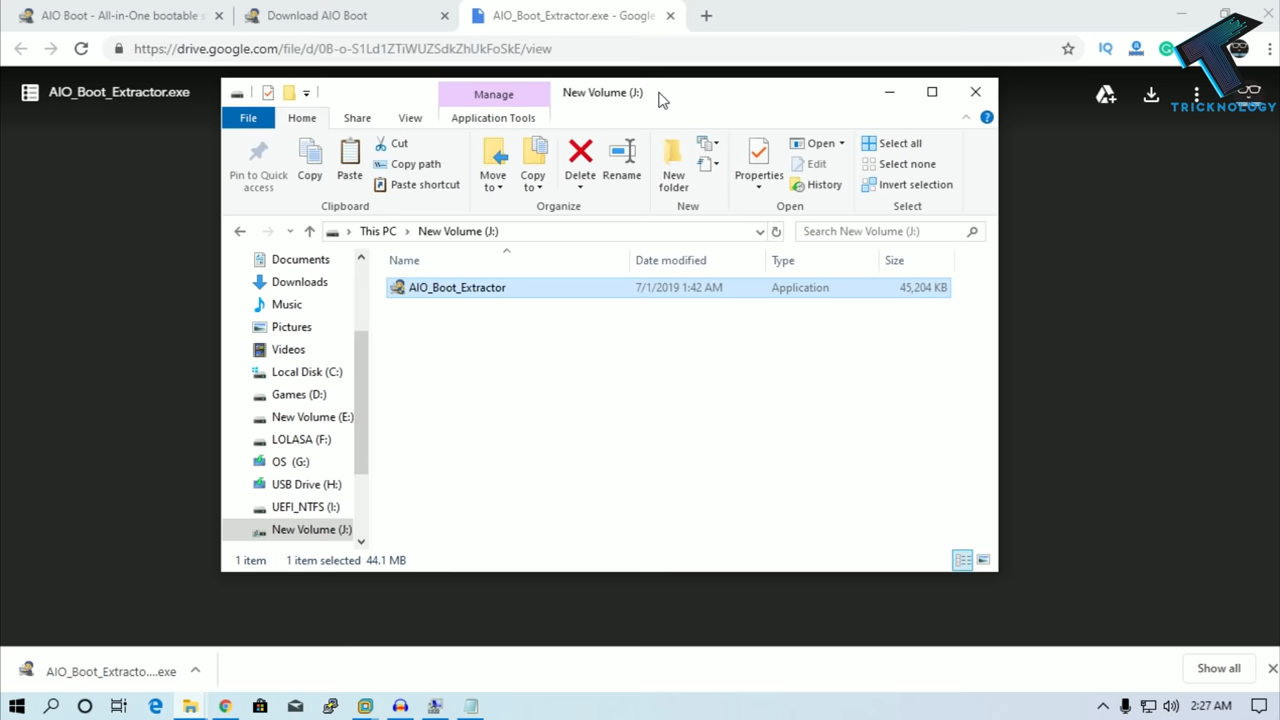 AIO Boot - All-in-One bootable s
Download AIO Boot
AIO_Boot_Extractor.exe - Google
https://drive.google.com/file/d/0B-o-S1Ld1ZTiWUZSdkZhUkFoSkE/view
IQ
TRICKNOLOGY
AIO_Boot_Extractor.exe
Manage
New Volume (J:)
File
Home
Share
View
Application Tools
Pin to Quick
access
Copy
Paste
Cut
Copy path
Paste shortcut
Clipboard
Move
to
Copy
to
Delete
Rename
Organize
New
folder
New
Properties
Open
Edit
History
Open
Select all
Select none
Invert selection
Select
This PC
New Volume (J:)
Search New Volume (J:)
Documents
Downloads
Music
Pictures
Videos
Local Disk (C:)
Games (D:)
New Volume (E:)
LOLASA (F:)
OS (G:)
USB Drive (H:)
UEFI_NTFS (I:)
New Volume (J:)
Name
Date modified
Type
Size
AIO_Boot_Extractor
7/1/2019 1:42 AM
Application
45,204 KB
1 item
1 item selected 44.1 MB
AIO_Boot_Extracto....exe
Show all
2:27 AM